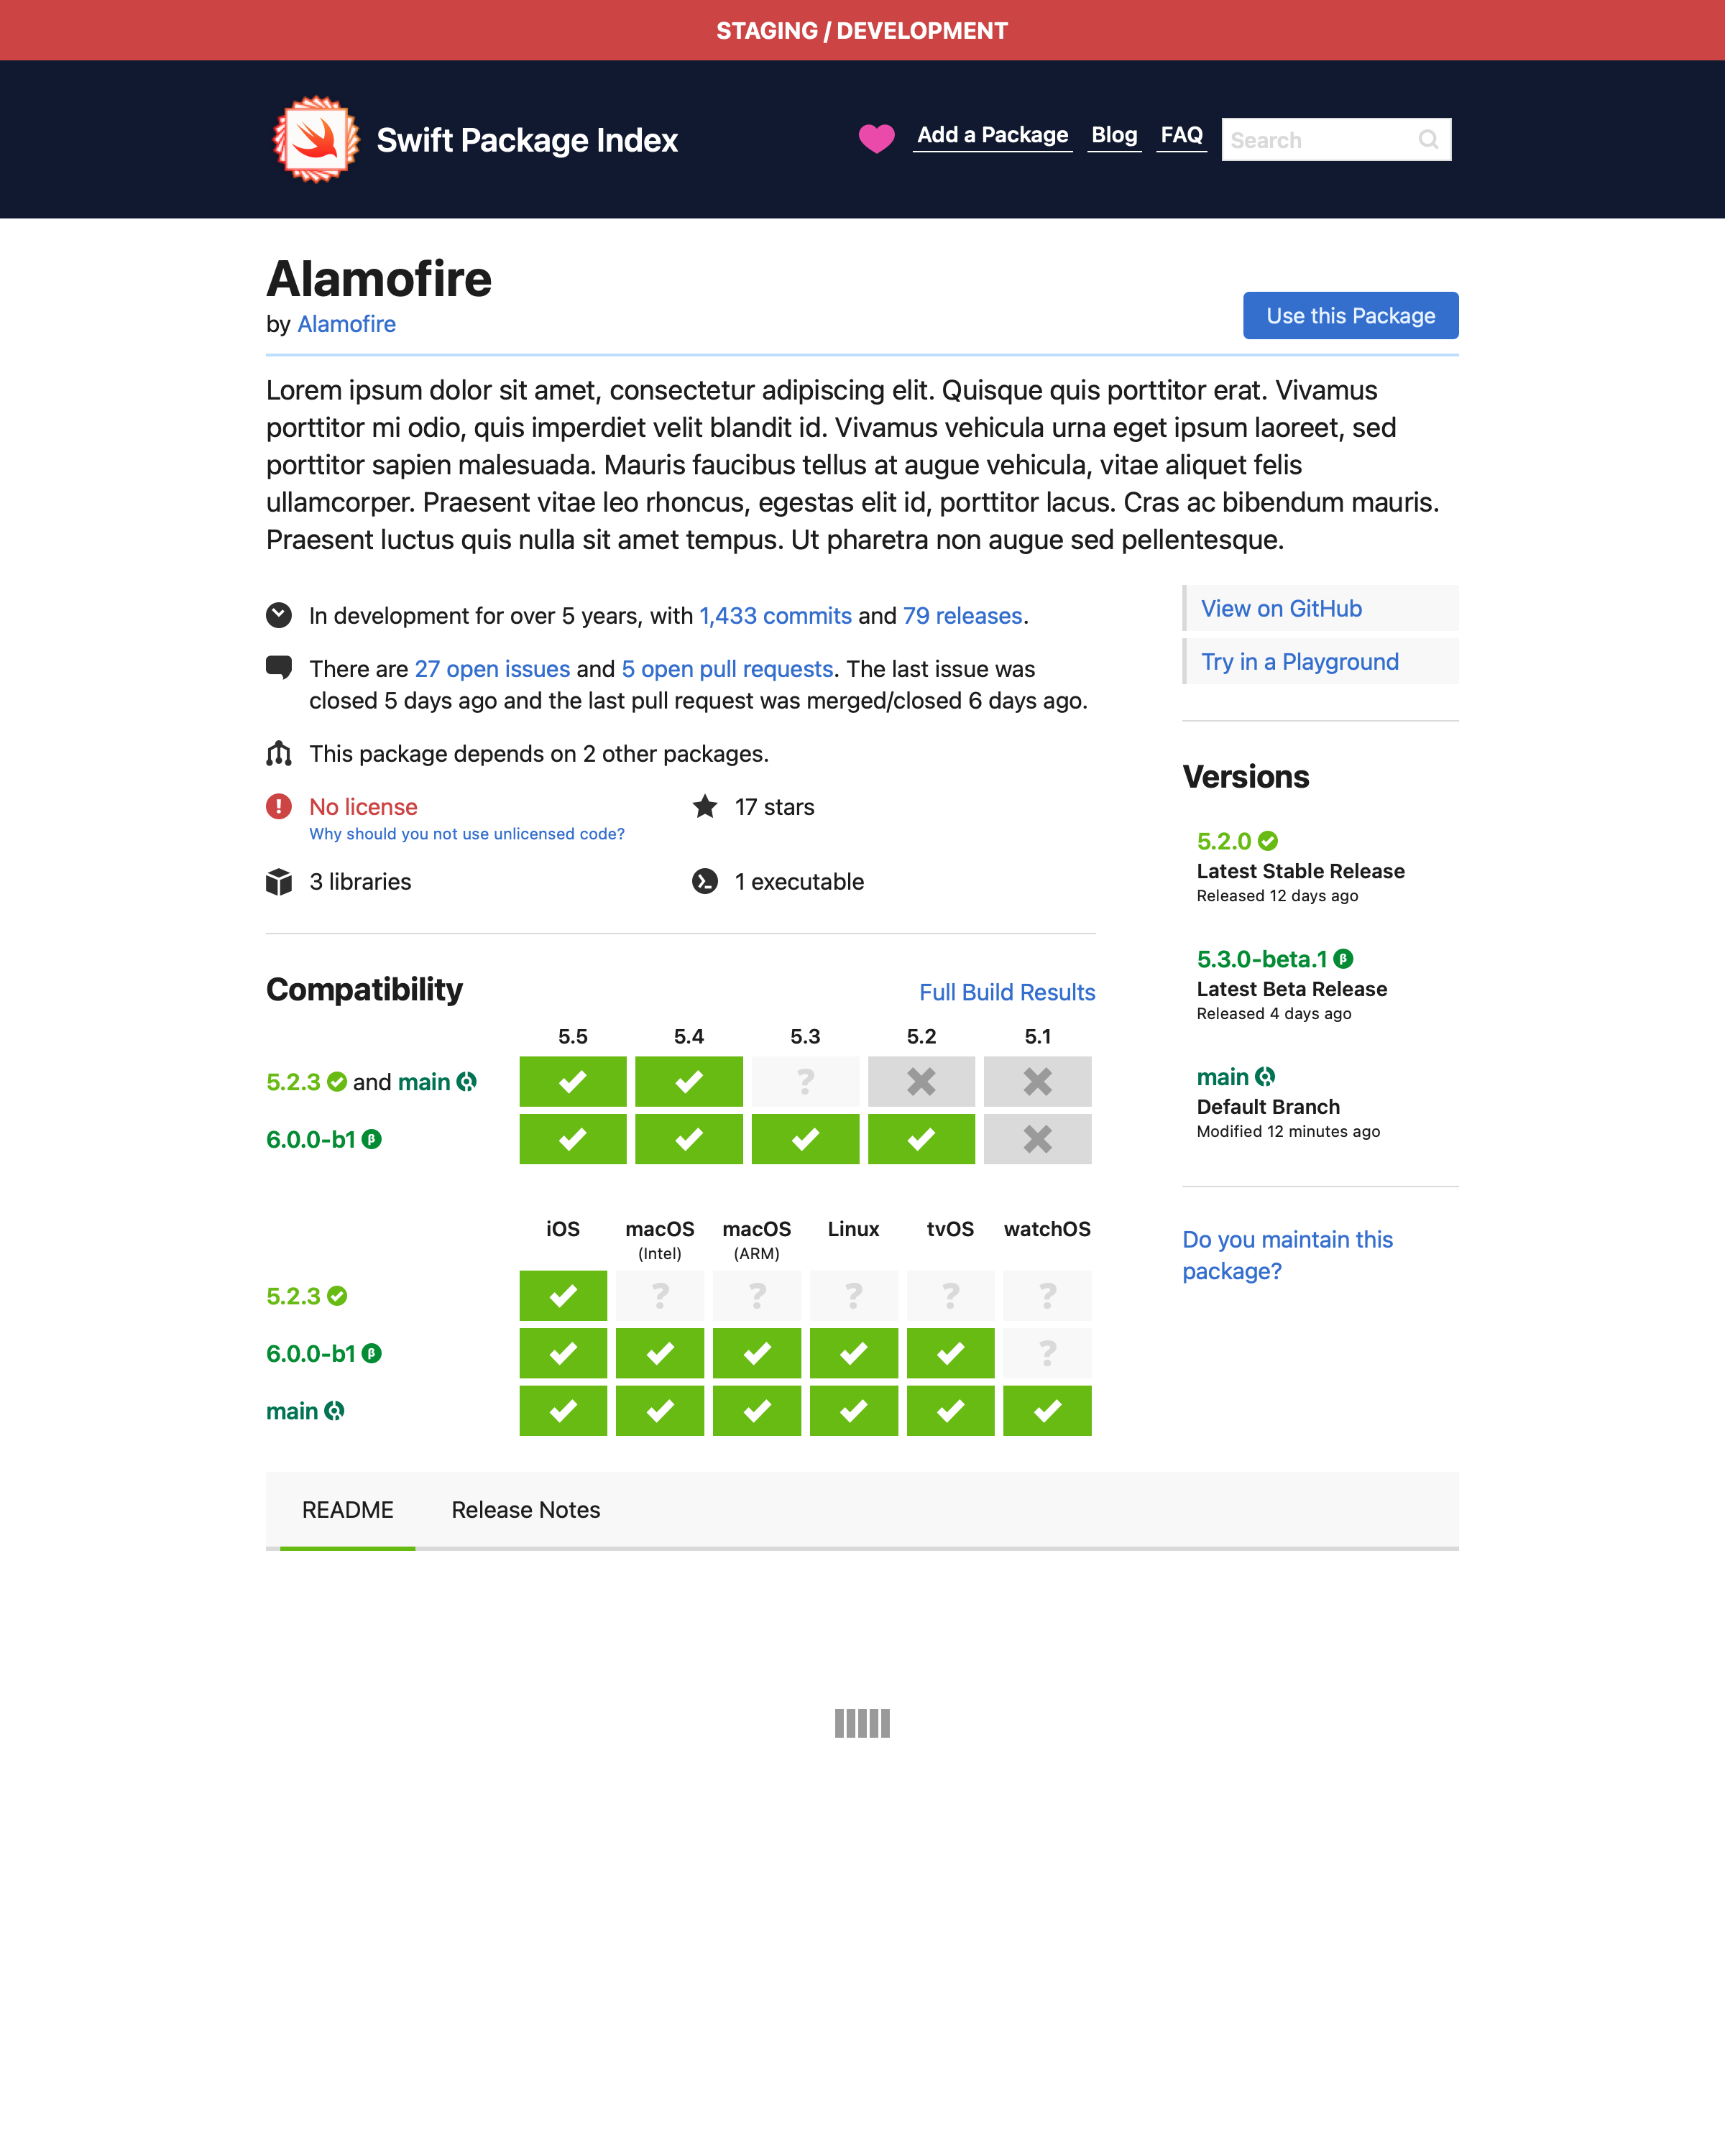 STAGING / DEVELOPMENT
Swift Package Index
Add a Package Blog FAQ Search
Alamofire
by Alamofire
Use this Package
Lorem ipsum dolor sit amet, consectetur adipiscing elit. Quisque quis porttitor erat. Vivamus
porttitor mi odio, quis imperdiet velit blandit id. Vivamus vehicula urna eget ipsum laoreet, sed
porttitor sapien malesuada. Mauris faucibus tellus at augue vehicula, vitae aliquet felis
ullamcorper. Praesent vitae leo rhoncus, egestas elit id, porttitor lacus. Cras ac bibendum mauris.
Praesent luctus quis nulla sit amet tempus. Ut pharetra non augue sed pellentesque.
In development for over 5 years, with 1,433 commits and 79 releases.
There are 27 open issues and 5 open pull requests. The last issue was
closed 5 days ago and the last pull request was merged/closed 6 days ago.
This package depends on 2 other packages.
No license
Why should you not use unlicensed code?
17 stars
3 libraries
1 executable
Compatibility
Full Build Results
5.5 5.4 5.3 5.2 5.1
5.2.3 and main ?
6.0.0-b1 β
iOS macOS macOS Linux tvOS watchOS
(Intel) (ARM)
5.2.3 ? ? ? ? ?
6.0.0-b1 β ?
main
View on GitHub
Try in a Playground
Versions
5.2.0
Latest Stable Release
Released 12 days ago
5.3.0-beta.1 β
Latest Beta Release
Released 4 days ago
main
Default Branch
Modified 12 minutes ago
Do you maintain this
package?
README Release Notes